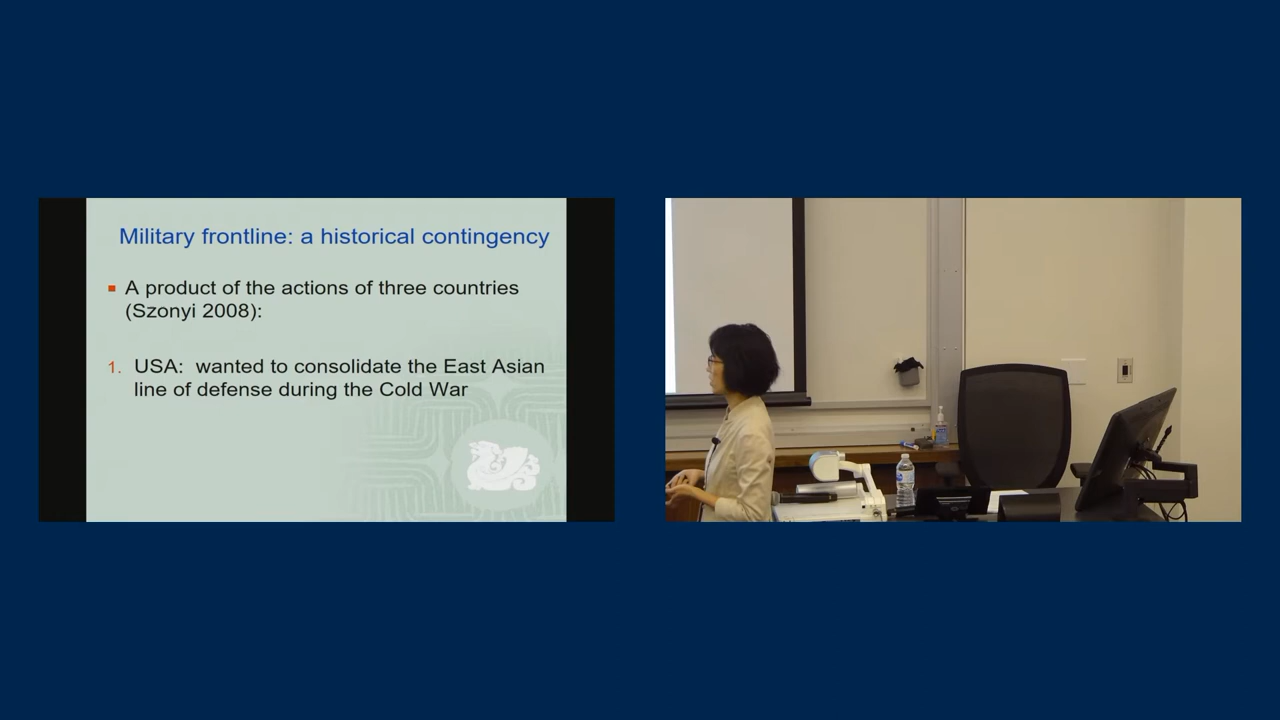 Military frontline: a historical contingency
A product of the actions of three countries
(Szonyi 2008):
1. USA: wanted to consolidate the East Asian
line of defense during the Cold War